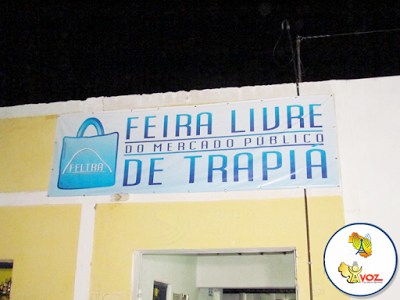 FEIRA LIVRE
DO MERCADO PÚBLICO
DE TRAPIÁ
FELTRA
A VOZ